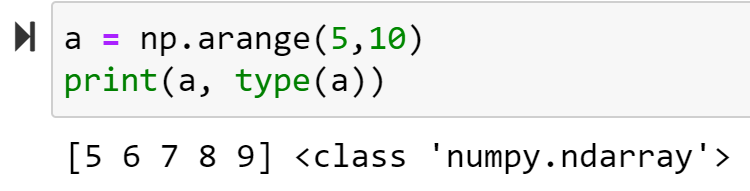 a = np.arange(5,10)
print(a, type(a))
[5 6 7 8 9] <class 'numpy.ndarray'>